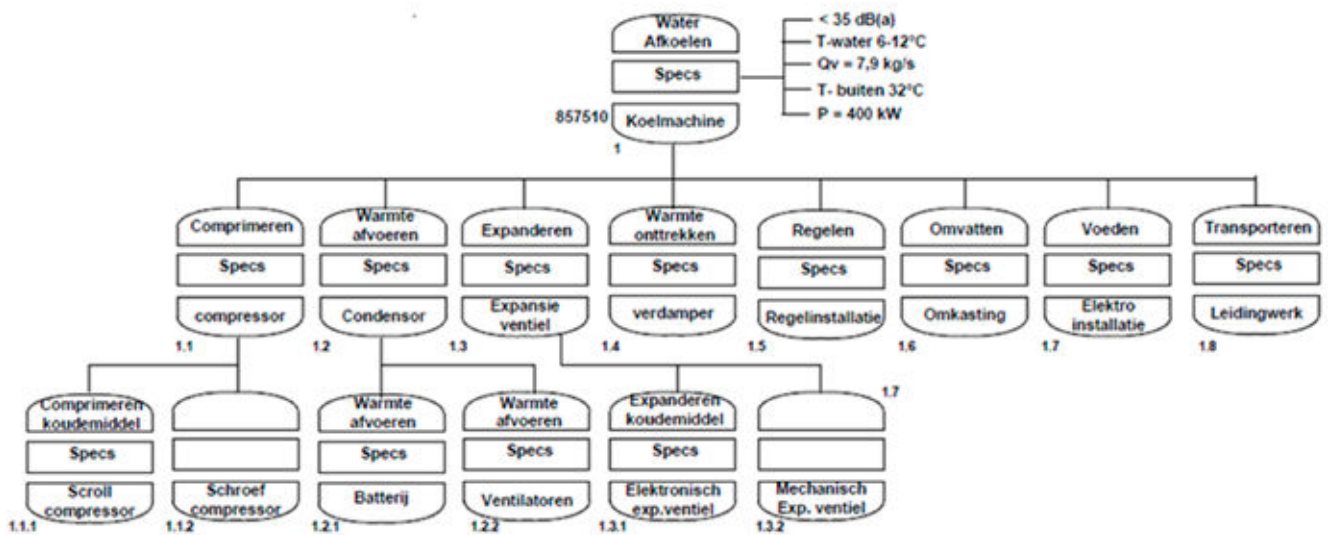 Water
Afkoelen
Specs
857510
Koelmachine
1
< 35 dB(a)
T-water 6-12°C
Qv = 7,9 kg/s
T- buiten 32°C
P = 400 kW
Comprimeren
Specs
compressor
1.1
Warmte
afvoeren
Specs
Condensor
1.2
Expanderen
Specs
Expansie
ventiel
1.3
Warmte
onttrekken
Specs
verdamper
1.4
Regelen
Specs
Regelinstallatie
1.5
Omvatten
Specs
Omkasting
1.6
Voeden
Specs
Elektro
installatie
1.7
Transporteren
Specs
Leidingwerk
1.8
Comprimeren
koudemiddel
Specs
Scroll
compressor
1.1.1
Schroef
compressor
1.1.2
Warmte
afvoeren
Specs
Batterij
1.2.1
Warmte
afvoeren
Specs
Ventilatoren
1.2.2
Expanderen
koudemiddel
Specs
Elektronisch
exp.ventiel
1.3.1
1.7
Mechanisch
Exp. ventiel
1.3.2